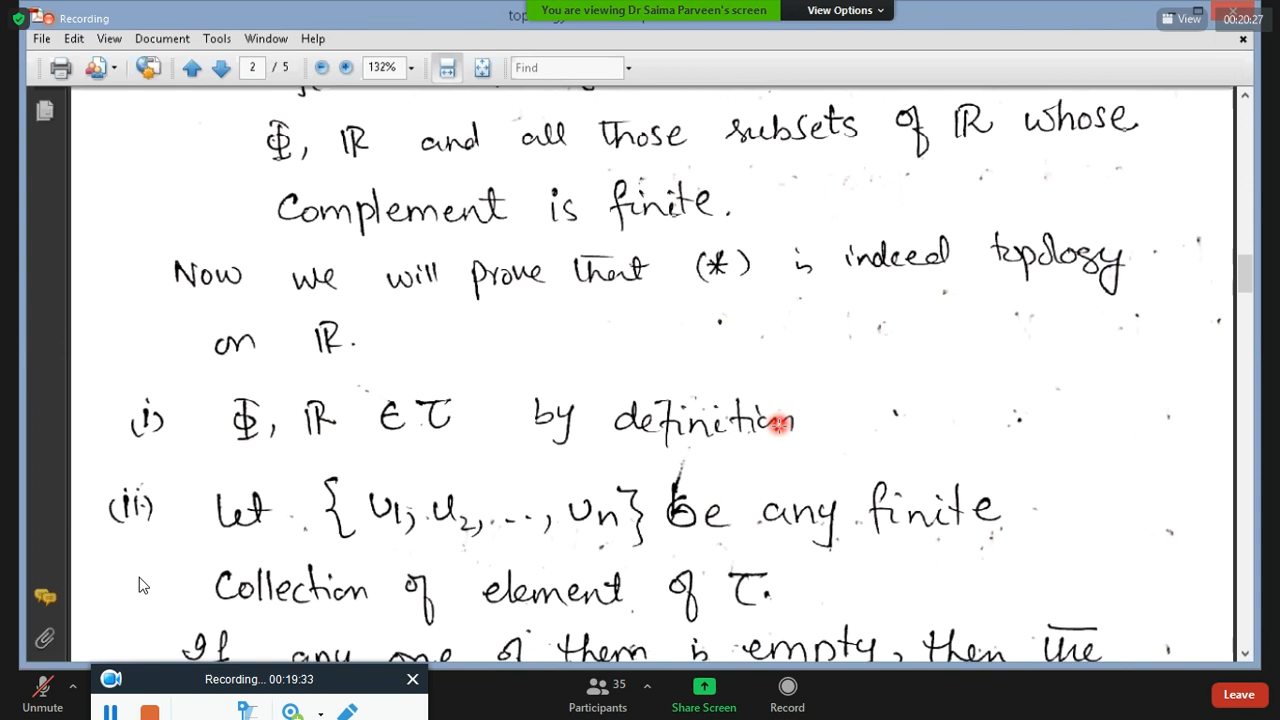 Recording
You are viewing Dr Saima Parveen's screen
View Options
View
00:20:27
File Edit View Document Tools Window Help
2 / 5 132% Find
Φ, ℝ and all those subsets of ℝ whose
Complement is finite.
Now we will prove that (*) is indeed topology
on ℝ.
(i) Φ, ℝ ∈ τ by definition
(ii) Let {U1, U2, ..., Un} be any finite
Collection of element of τ.
If any one of them is empty, then the
Recording... 00:19:33
Unmute
35
Participants
Share Screen
Record
Leave